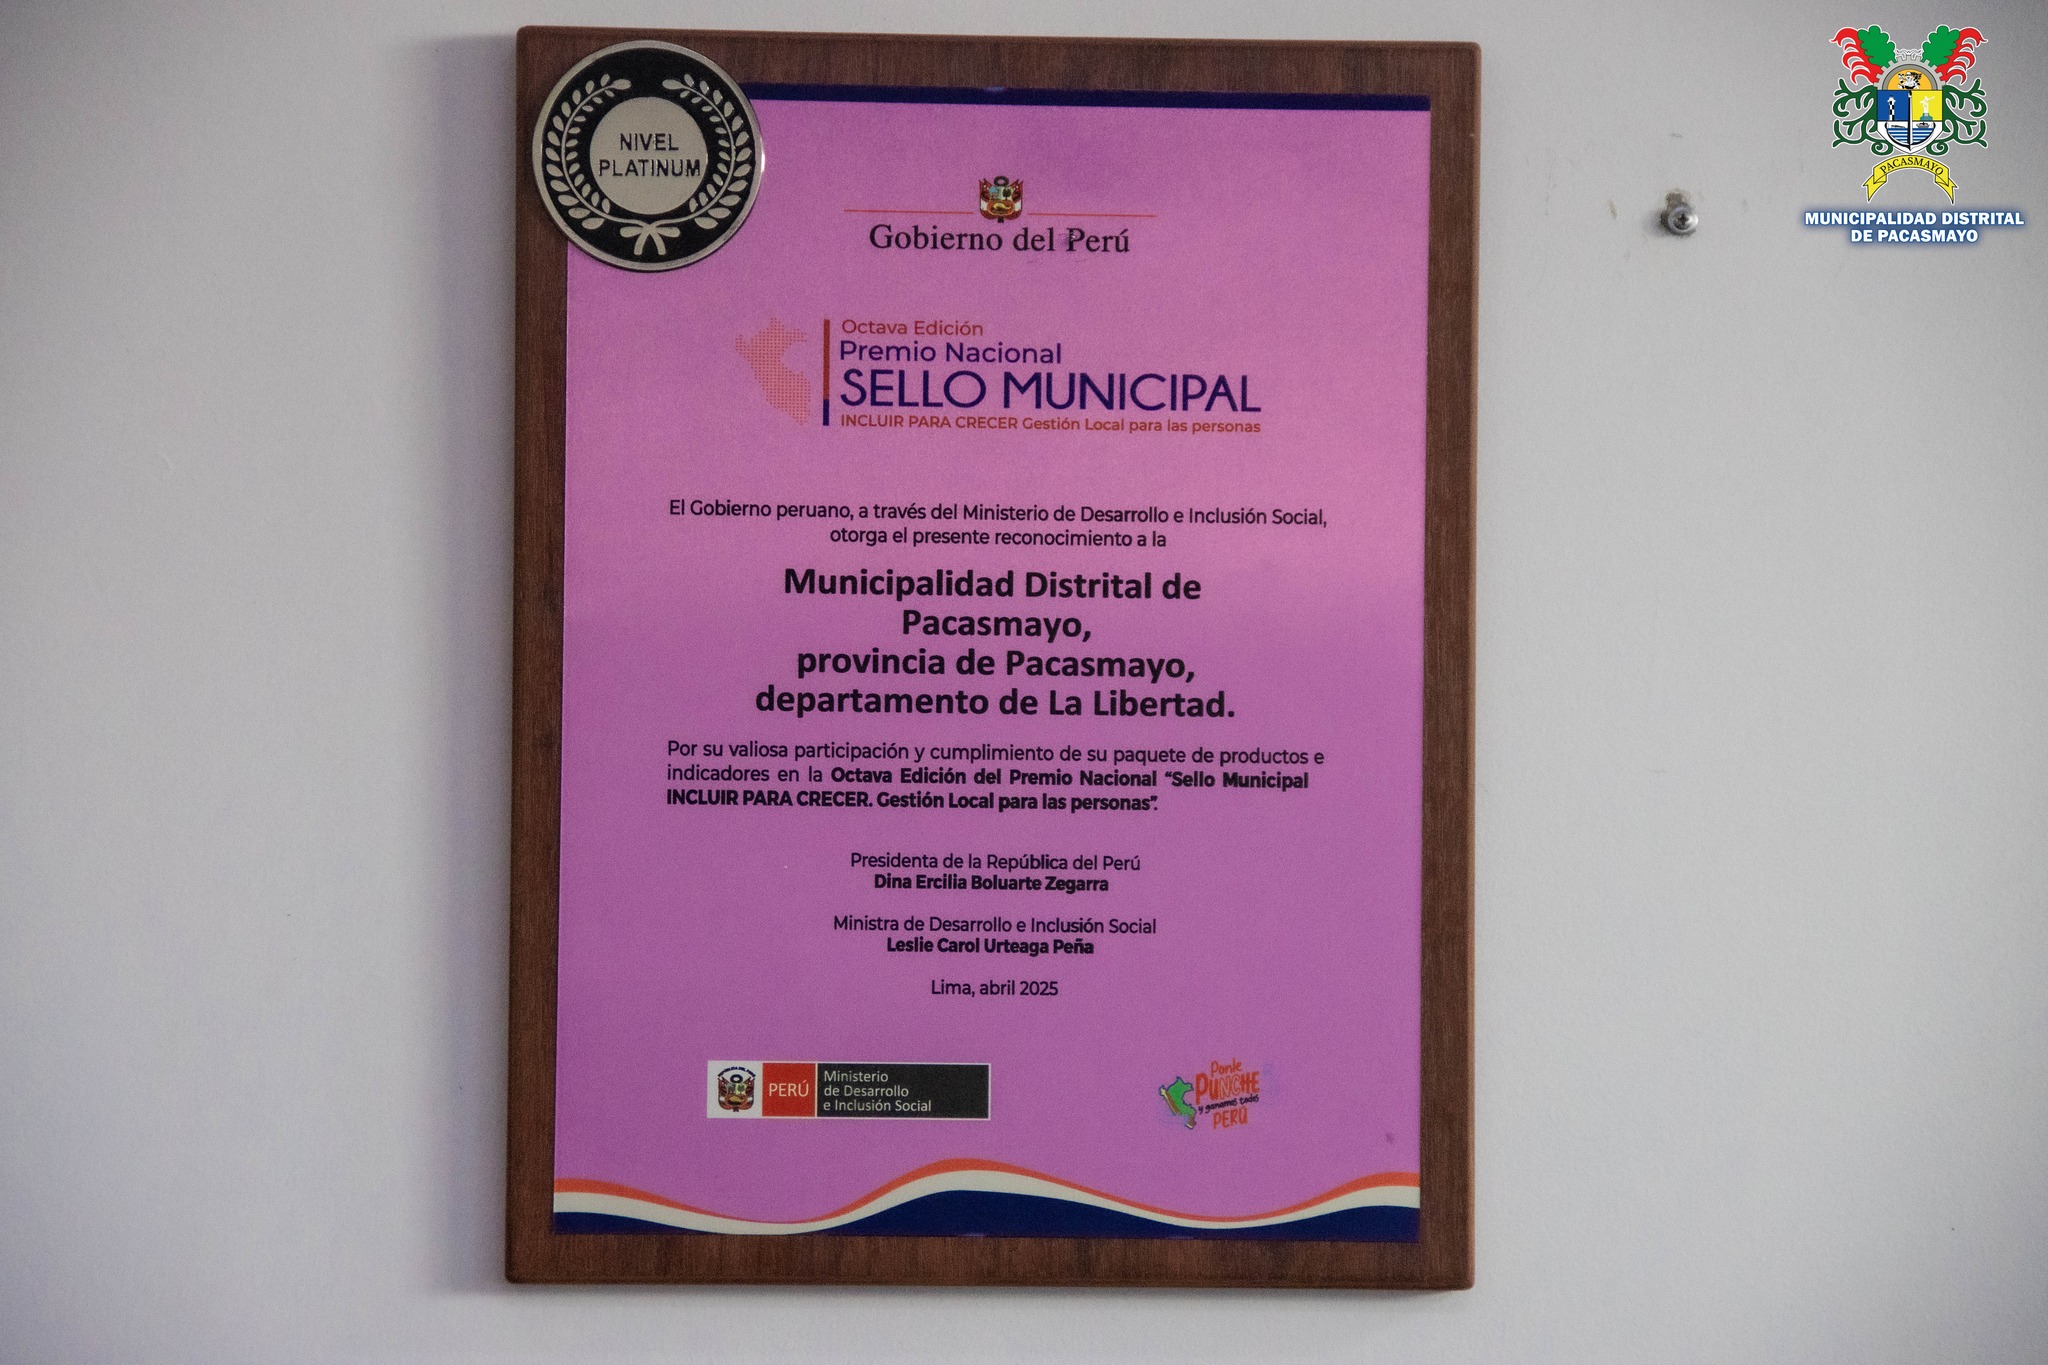 NIVEL
PLATINUM
Gobierno del Perú
Octava Edición
Premio Nacional
SELLO MUNICIPAL
INCLUIR PARA CRECER Gestión Local para las personas
El Gobierno peruano, a través del Ministerio de Desarrollo e Inclusión Social,
otorga el presente reconocimiento a la
Municipalidad Distrital de
Pacasmayo,
provincia de Pacasmayo,
departamento de La Libertad.
Por su valiosa participación y cumplimiento de su paquete de productos e
indicadores en la Octava Edición del Premio Nacional “Sello Municipal
INCLUIR PARA CRECER. Gestión Local para las personas”.
Presidenta de la República del Perú
Dina Ercilia Boluarte Zegarra
Ministra de Desarrollo e Inclusión Social
Leslie Carol Urteaga Peña
Lima, abril 2025
PERÚ
Ministerio
de Desarrollo
e Inclusión Social
Ponle
PUNCHE
y ganamos todos
PERÚ
PACASMAYO
MUNICIPALIDAD DISTRITAL
DE PACASMAYO